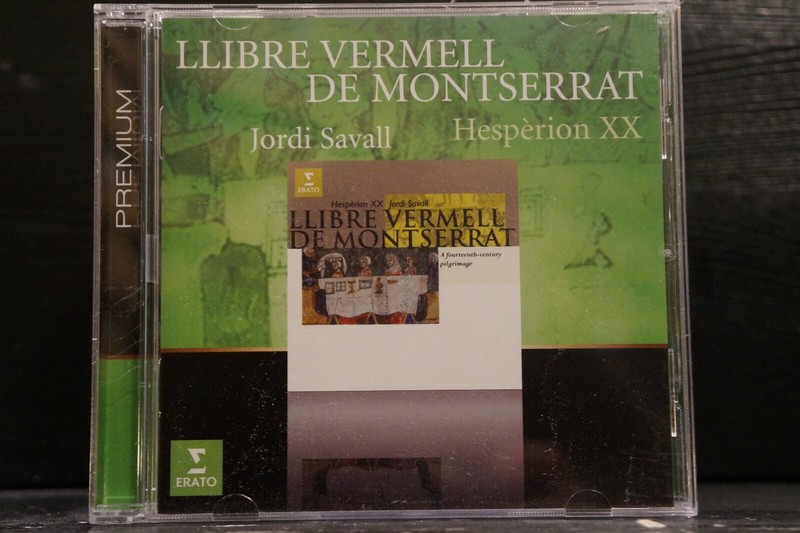 PREMIUM
LLIBRE VERMELL
DE MONTSERRAT
Jordi Savall
Hespèrion XX
ERATO
Hespèrion XX Jordi Savall
LLIBRE VERMELL
DE MONTSERRAT
A fourteenth-century
pilgrimage
ERATO